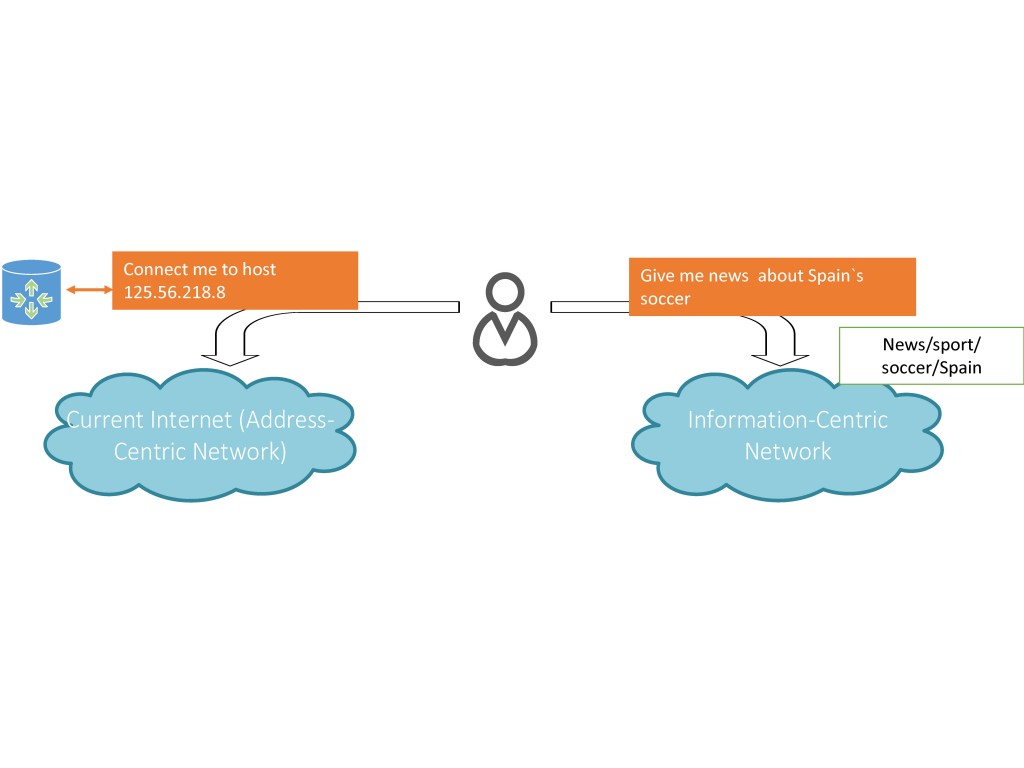 Connect me to host
125.56.218.8
Give me news  about Spain`s
soccer
News/sport/
soccer/Spain
Current Internet (Address-
Centric Network)
Information-Centric
Network